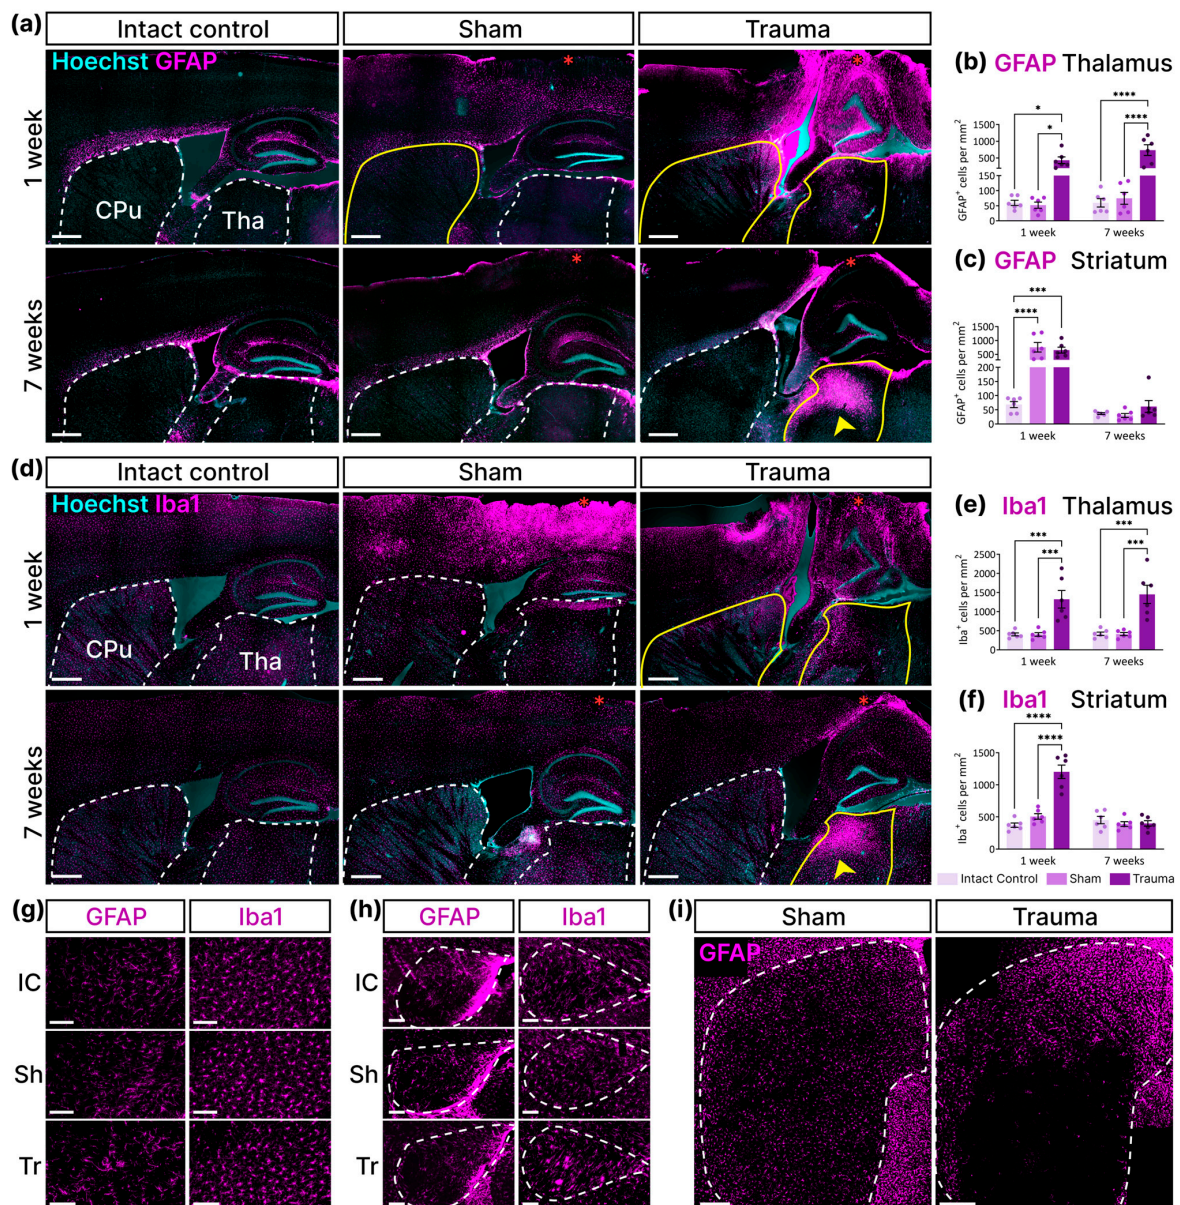 (a)
Intact control
Sham
Trauma
Hoechst GFAP
*
*
1 week
CPu
Tha
7 weeks
*
*
(b) GFAP Thalamus
****
*
*
****
GFAP+ cells per mm²
1500
1000
500
150
100
50
0
1 week
7 weeks
(c) GFAP Striatum
***
****
GFAP+ cells per mm²
1500
1000
500
200
150
100
50
0
1 week
7 weeks
(d)
Intact control
Sham
Trauma
Hoechst Iba1
*
*
1 week
CPu
Tha
7 weeks
*
*
(e) Iba1 Thalamus
***
***
***
***
Iba+ cells per mm²
2500
2000
1500
1000
500
0
1 week
7 weeks
(f) Iba1 Striatum
****
****
Iba+ cells per mm²
1500
1000
500
0
1 week
7 weeks
Intact Control
Sham
Trauma
(g)
GFAP
Iba1
IC
Sh
Tr
(h)
GFAP
Iba1
IC
Sh
Tr
(i)
Sham
Trauma
GFAP